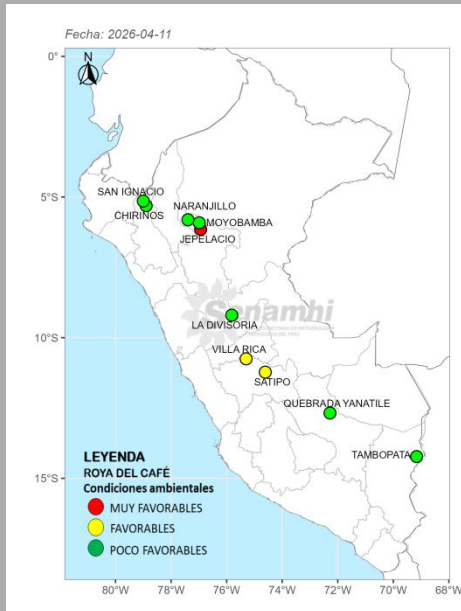 Fecha: 2026-04-11
N
0°
5°S
10°S
15°S
SAN IGNACIO
CHIRINOS
NARANJILLO
MOYOBAMBA
JEPELACIO
Senamhi
LA DIVISORIA
VILLA RICA
SATIPO
QUEBRADA YANATILE
TAMBOPATA
LEYENDA
ROYA DEL CAFÉ
Condiciones ambientales
MUY FAVORABLES
FAVORABLES
POCO FAVORABLES
80°W 78°W 76°W 74°W 72°W 70°W 68°W